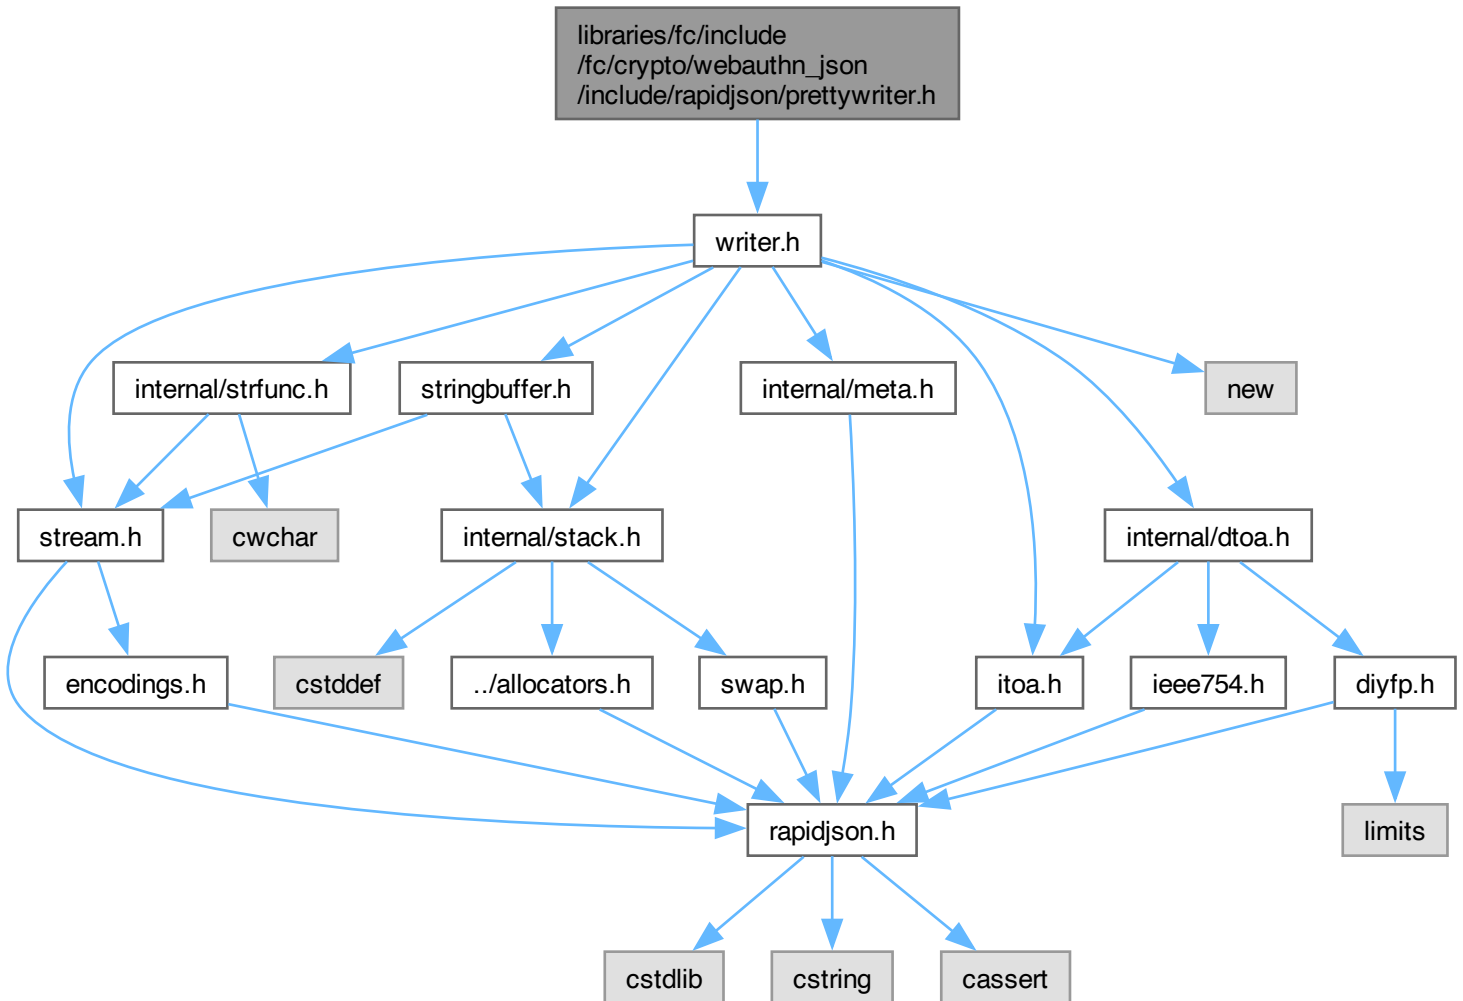 libraries/fc/include
/fc/crypto/webauthn_json
/include/rapidjson/prettywriter.h
writer.h
internal/strfunc.h
stringbuffer.h
internal/meta.h
new
stream.h
cwchar
internal/stack.h
internal/dtoa.h
encodings.h
cstddef
../allocators.h
swap.h
itoa.h
ieee754.h
diyfp.h
rapidjson.h
limits
cstdlib
cstring
cassert